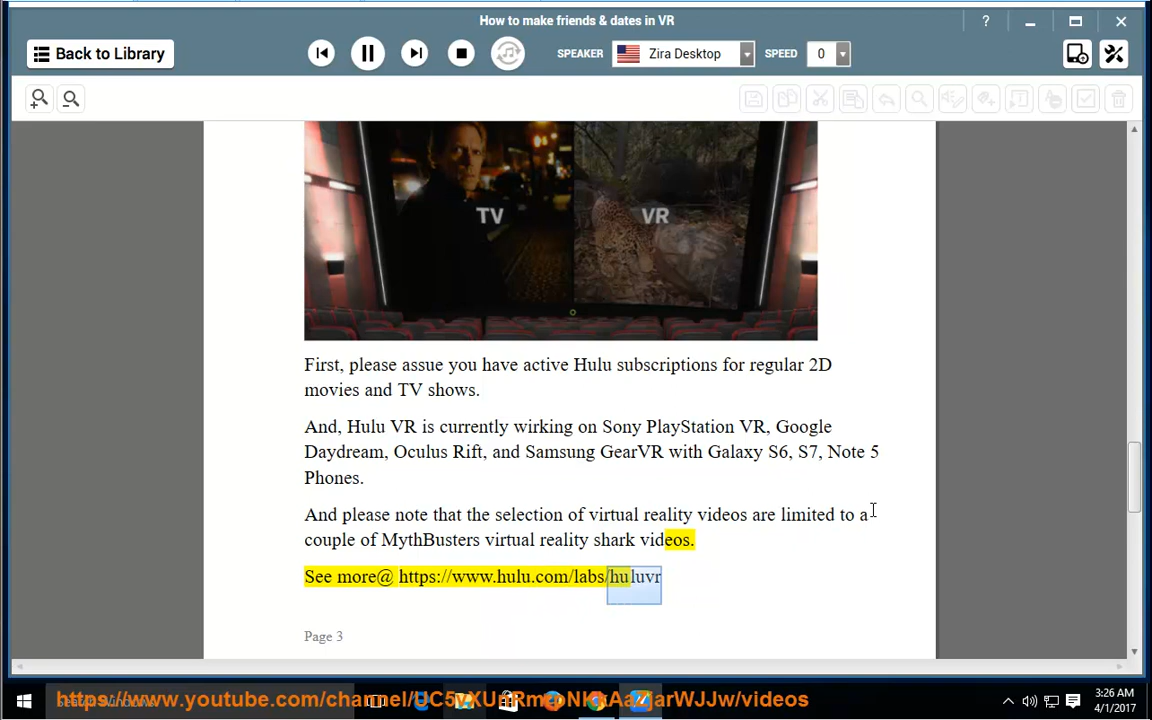 How to make friends & dates in VR
?
Back to Library
SPEAKER
Zira Desktop
SPEED
0
TV
VR
First, please assue you have active Hulu subscriptions for regular 2D
movies and TV shows.
And, Hulu VR is currently wirking on Sony PlayStation VR, Google
Daydream, Oculus Rift, and Samsung GearVR with Galaxy S6, S7, Note 5
Phones.
And please note that the selection of virtual reality videos are limited to a
couple of MythBusters virtual reality shark videos.
See more@ https://www.hulu.com/labs/huluvr
Page 3
3:26 AM
4/1/2017